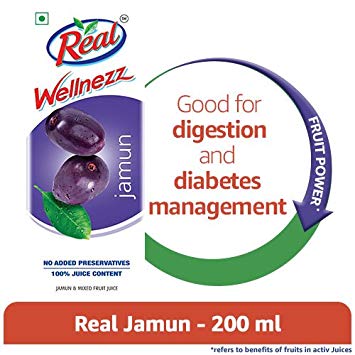 Real
Wellnezz
jamun
NO ADDED PRESERVATIVES
100% JUICE CONTENT
JAMUN & MIXED FRUIT JUICE
Good for
digestion
and
diabetes
management
FRUIT POWER*
Real Jamun - 200 ml
*refers to benefits of fruits in activ Juices